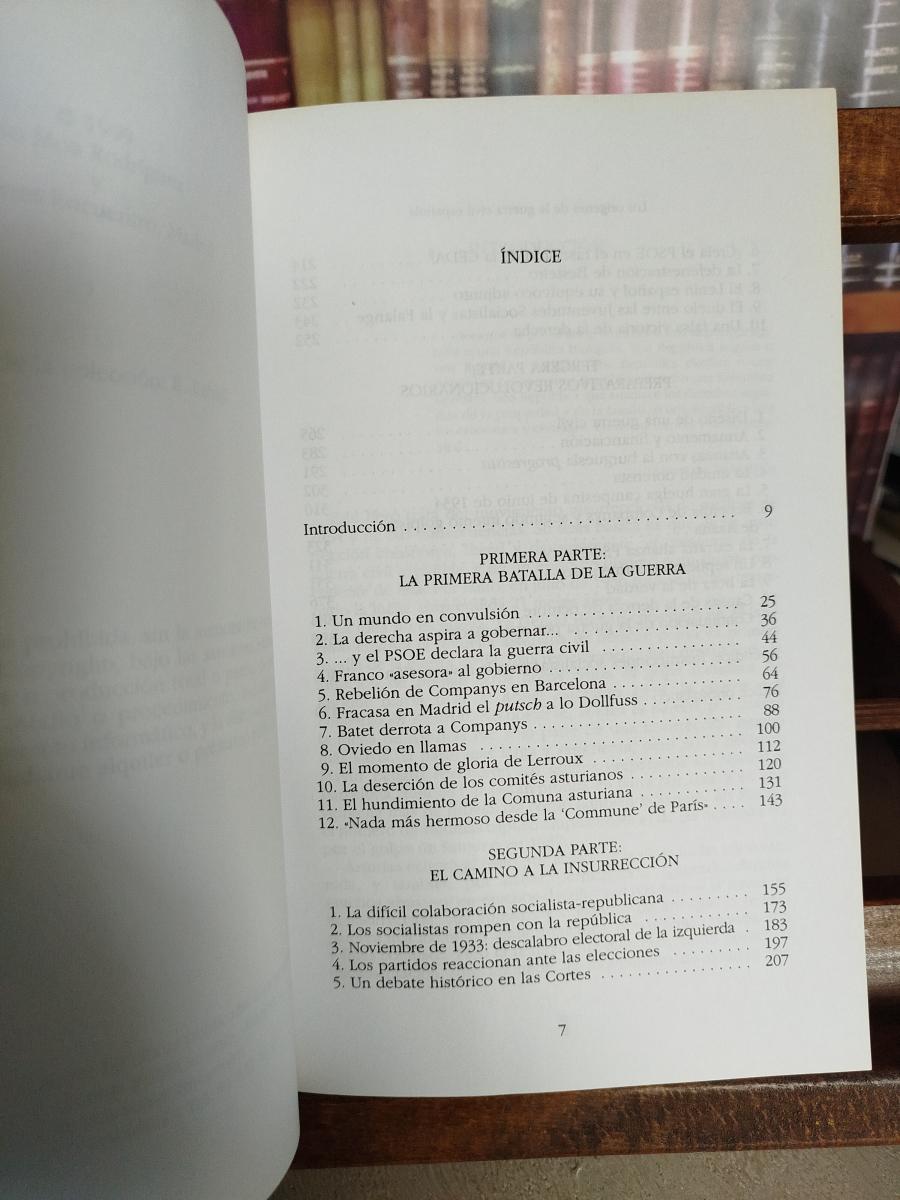 ÍNDICE
Introducción . . . . . . . . . . . . . . . . . . . . . . . . . . . . . . . . . . . 9
PRIMERA PARTE:
LA PRIMERA BATALLA DE LA GUERRA
1. Un mundo en convulsión . . . . . . . . . . . . . . . . . . . . . . 25
2. La derecha aspira a gobernar... . . . . . . . . . . . . . . . . . . 36
3. ... y el PSOE declara la guerra civil . . . . . . . . . . . . . . . 44
4. Franco «asesora» al gobierno . . . . . . . . . . . . . . . . . . . . 56
5. Rebelión de Companys en Barcelona . . . . . . . . . . . . . . 64
6. Fracasa en Madrid el putsch a lo Dollfuss . . . . . . . . . . . 76
7. Batet derrota a Companys . . . . . . . . . . . . . . . . . . . . . . 88
8. Oviedo en llamas . . . . . . . . . . . . . . . . . . . . . . . . . . . . 100
9. El momento de gloria de Lerroux . . . . . . . . . . . . . . . . 112
10. La deserción de los comités asturianos . . . . . . . . . . . . 120
11. El hundimiento de la Comuna asturiana . . . . . . . . . . . 131
12. «Nada más hermoso desde la ‘Commune’ de París» . . . . 143
SEGUNDA PARTE:
EL CAMINO A LA INSURRECCIÓN
1. La difícil colaboración socialista-republicana . . . . . . . . 155
2. Los socialistas rompen con la república . . . . . . . . . . . 173
3. Noviembre de 1933: descalabro electoral de la izquierda . 183
4. Los partidos reaccionan ante las elecciones . . . . . . . . 197
5. Un debate histórico en las Cortes . . . . . . . . . . . . . . . . 207
7